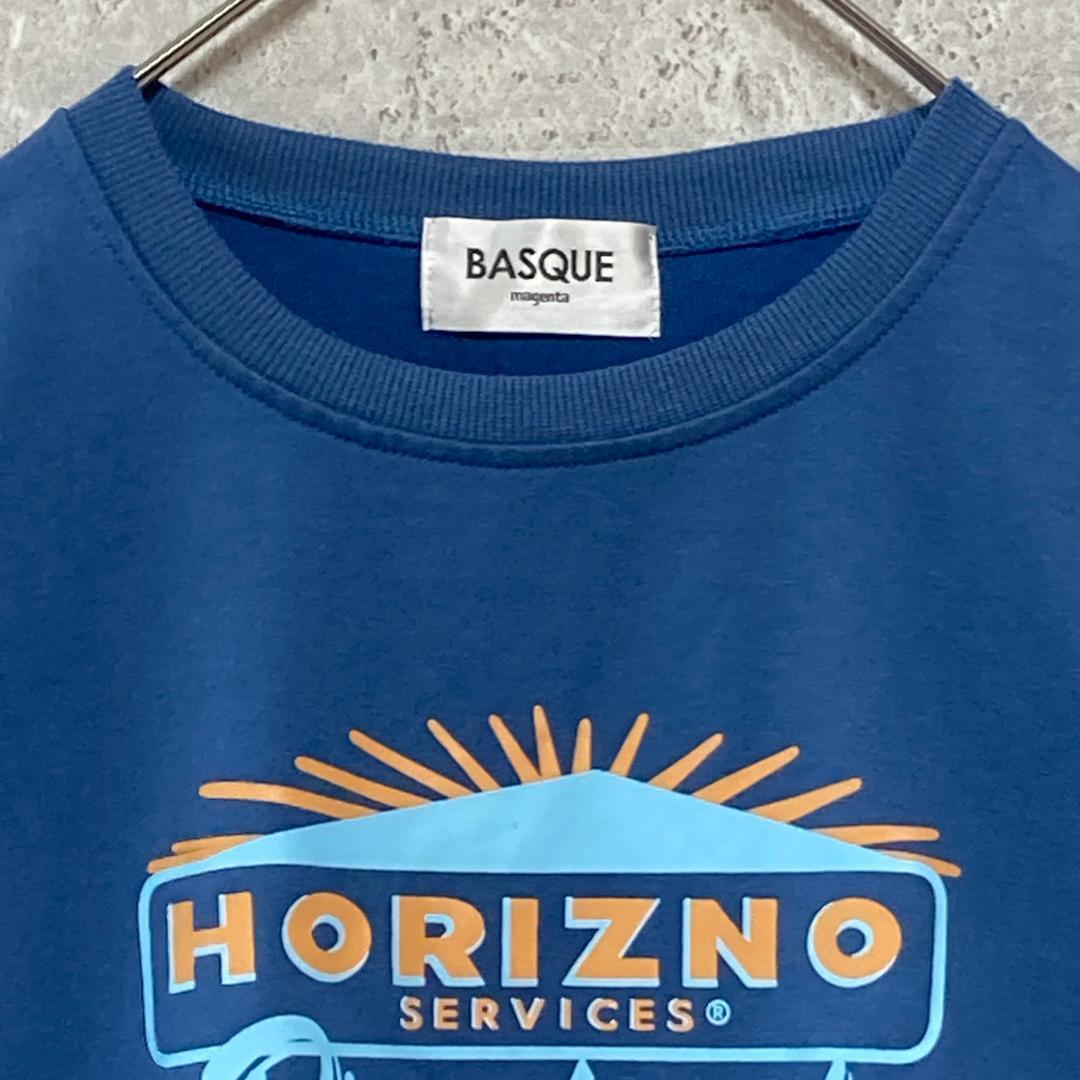 BASQUE
magenta
HORIZNO
SERVICES®